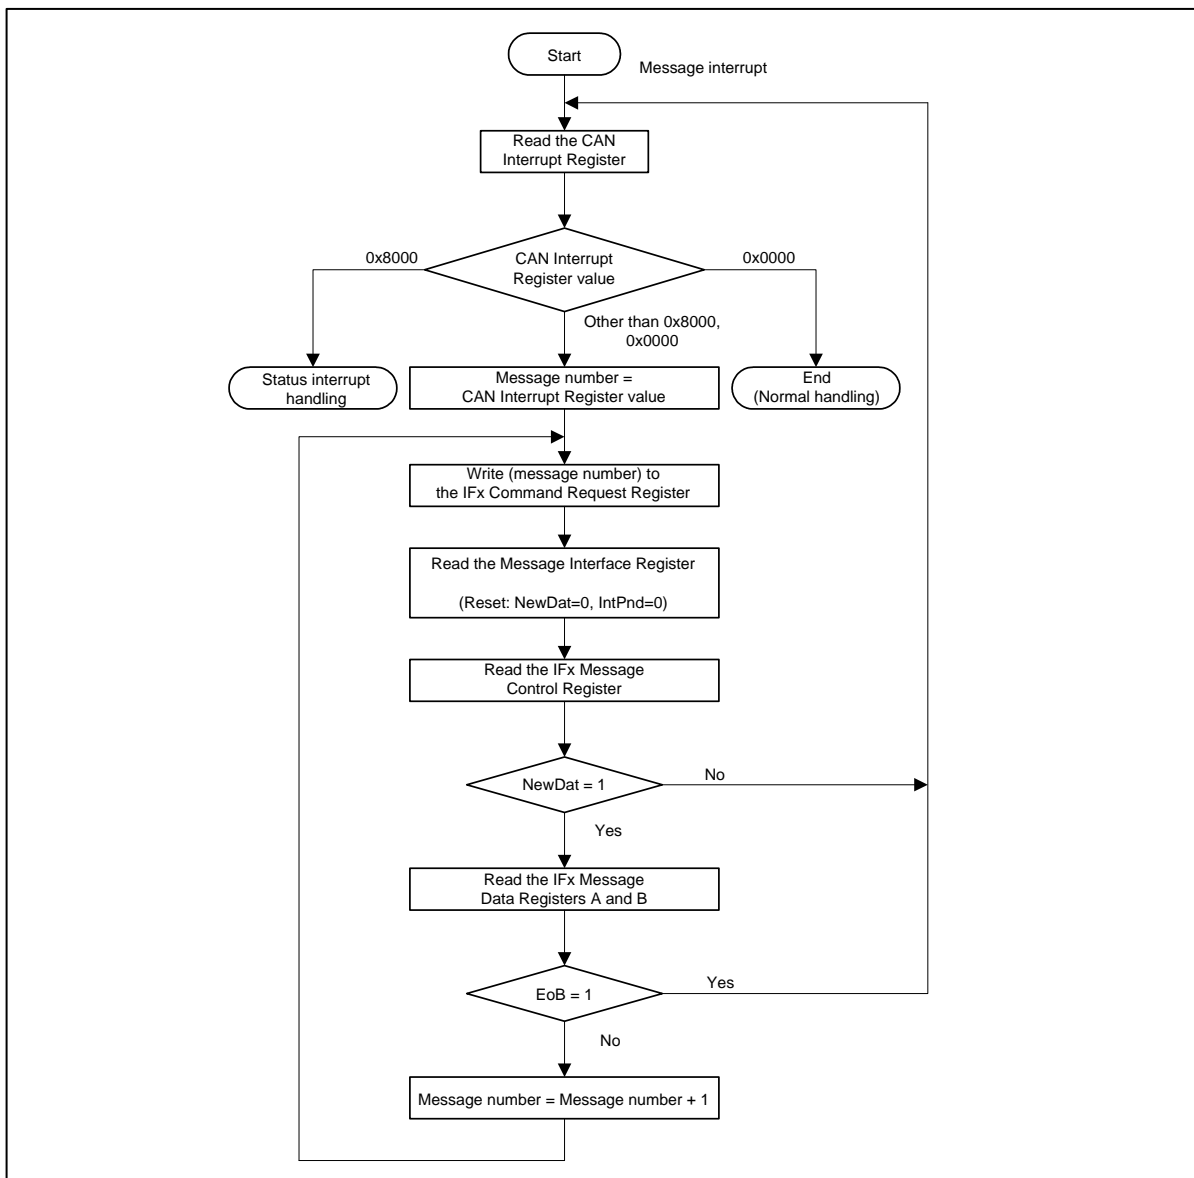 Start
Message interrupt
Read the CAN
Interrupt Register
0x8000
CAN Interrupt
Register value
0x0000
Other than 0x8000,
0x0000
Status interrupt
handling
Message number =
CAN Interrupt Register value
End
(Normal handling)
Write (message number) to
the IFx Command Request Register
Read the Message Interface Register
(Reset: NewDat=0, IntPnd=0)
Read the IFx Message
Control Register
NewDat = 1
No
Yes
Read the IFx Message
Data Registers A and B
EoB = 1
Yes
No
Message number = Message number + 1